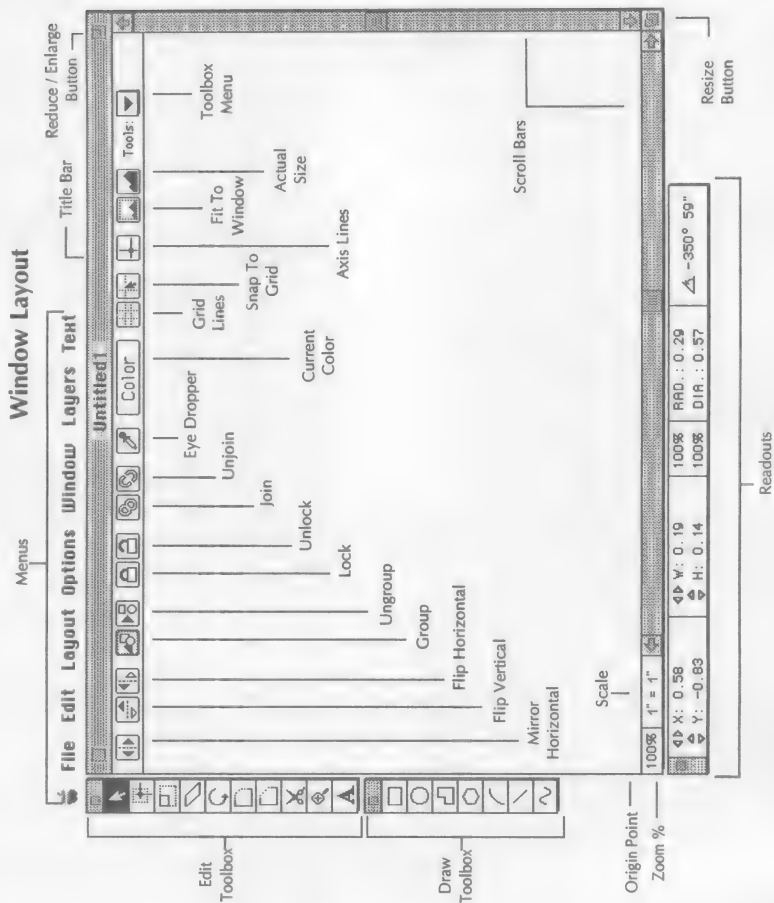 Window Layout
Menus
Title Bar
Reduce / Enlarge
Button
File Edit Layout Options Window Layers Text
Untitled1
Color
Tools:
Edit
Toolbox
Draw
Toolbox
Mirror
Horizontal
Flip Vertical
Flip Horizontal
Group
Ungroup
Lock
Unlock
Join
Unjoin
Eye Dropper
Current
Color
Grid
Lines
Snap To
Grid
Axis Lines
Fit To
Window
Actual
Size
Toolbox
Menu
Scroll Bars
Scale
A
100% 1" = 1"
Origin Point
Zoom %
X: 0.58
Y: -0.83
W: 0.19
H: 0.14
100%
100%
RAD.: 0.29
DIA.: 0.57
-350° 59"
Readouts
Resize
Button